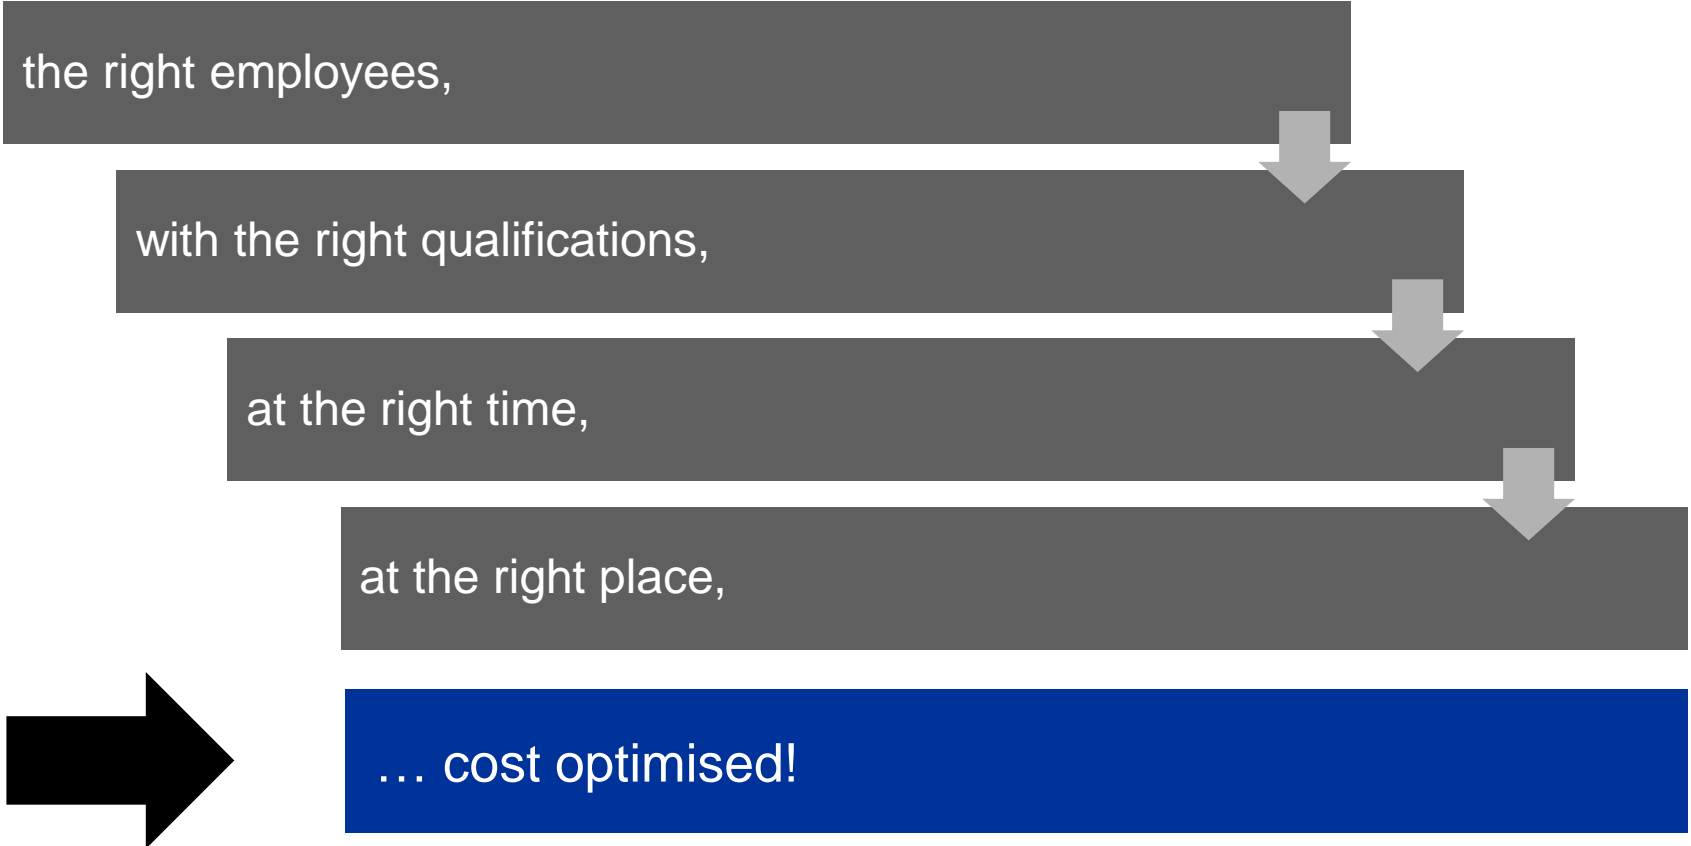 the right employees,
with the right qualifications,
at the right time,
at the right place,
… cost optimised!